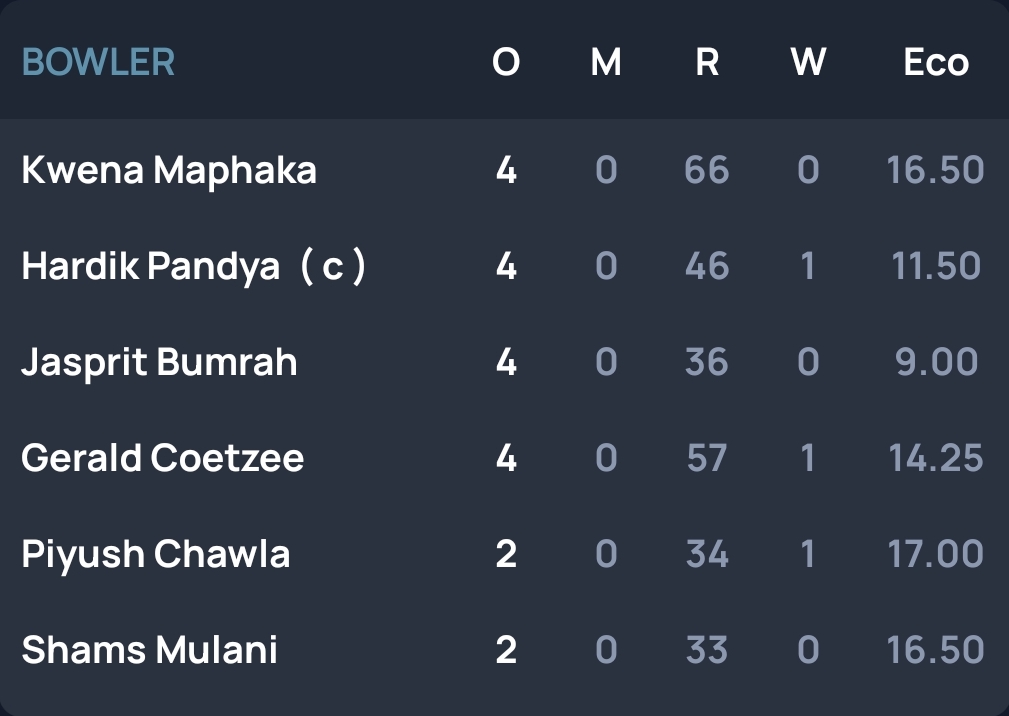 BOWLER O M R W Eco
Kwena Maphaka 4 0 66 0 16.50
Hardik Pandya ( c ) 4 0 46 1 11.50
Jasprit Bumrah 4 0 36 0 9.00
Gerald Coetzee 4 0 57 1 14.25
Piyush Chawla 2 0 34 1 17.00
Shams Mulani 2 0 33 0 16.50